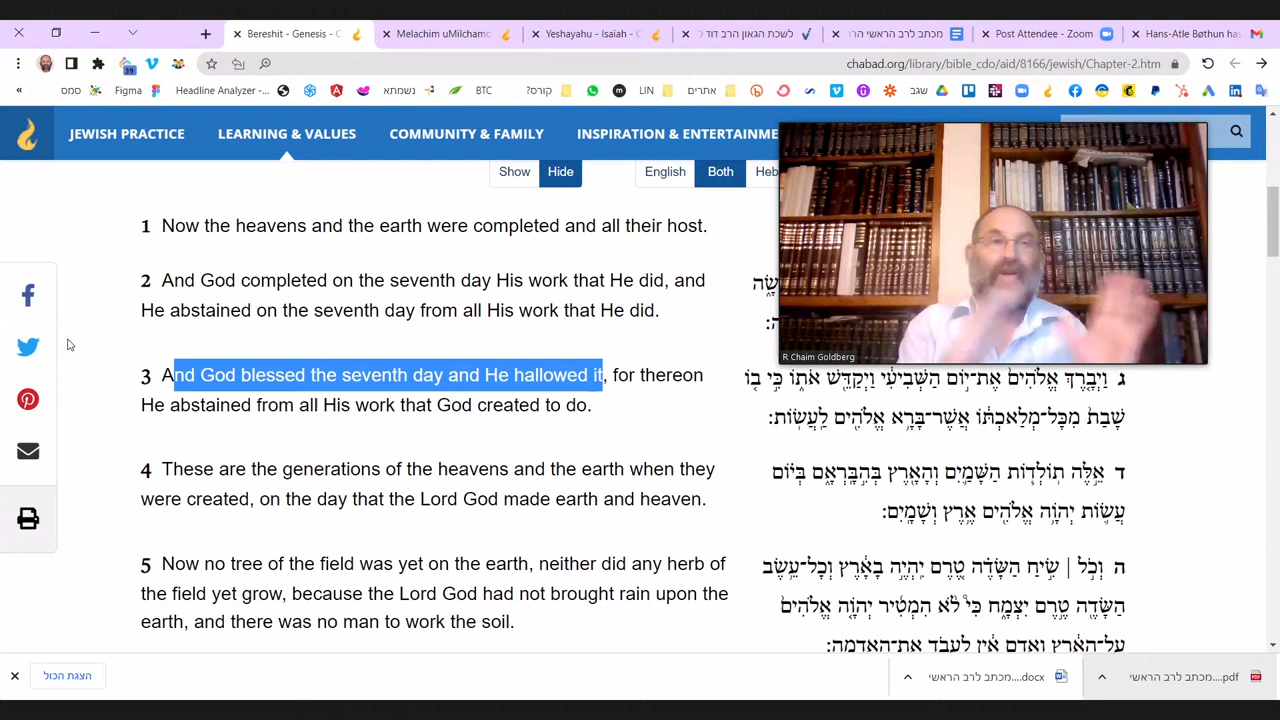 Bereshit - Genesis - C
Melachim uMilchamo
Yeshayahu - Isaiah - C
לשכת הגאון הרב דוד ל
מכתב לרב הראשי הרו
Post Attendee - Zoom
Hans-Atle Bøthun has
chabad.org/library/bible_cdo/aid/8166/jewish/Chapter-2.htm
39
«
סמס
Figma
Headline Analyzer -...
נשמתא
BTC
קורס?
LIN
אתרים
שגב
JEWISH PRACTICE
LEARNING & VALUES
COMMUNITY & FAMILY
INSPIRATION & ENTERTAINME
Show
Hide
English
Both
Heb
1 Now the heavens and the earth were completed and all their host.
2 And God completed on the seventh day His work that He did, and
He abstained on the seventh day from all His work that He did.
R Chaim Goldberg
3 And God blessed the seventh day and He hallowed it, for thereon
He abstained from all His work that God created to do.
ג וַיְבָ֤רֶךְ אֱלֹהִים֙ אֶת־י֣וֹם הַשְּׁבִיעִ֔י וַיְקַדֵּ֖שׁ אֹת֑וֹ כִּ֣י ב֤וֹ
שָׁבַת֙ מִכָּל־מְלַאכְתּ֔וֹ אֲשֶׁר־בָּרָ֥א אֱלֹהִ֖ים לַֽעֲשֽׂוֹת:
4 These are the generations of the heavens and the earth when they
were created, on the day that the Lord God made earth and heaven.
ד אֵ֣לֶּה תֽוֹלְד֧וֹת הַשָּׁמַ֛יִם וְהָאָ֖רֶץ בְּהִבָּֽרְאָ֑ם בְּי֗וֹם
עֲשׂ֛וֹת יְהֹוָ֥ה אֱלֹהִ֖ים אֶ֥רֶץ וְשָׁמָֽיִם:
5 Now no tree of the field was yet on the earth, neither did any herb of
the field yet grow, because the Lord God had not brought rain upon the
earth, and there was no man to work the soil.
ה וְכֹ֣ל | שִׂ֣יחַ הַשָּׂדֶ֗ה טֶ֚רֶם יִֽהְיֶ֣ה בָאָ֔רֶץ וְכָל־עֵ֥שֶׂב
הַשָּׂדֶ֖ה טֶ֣רֶם יִצְמָ֑ח כִּי֩ לֹ֨א הִמְטִ֜יר יְהֹוָ֤ה אֱלֹהִים֙
עַל־הָאָ֔רֶץ וְאָדָ֣ם אַ֔יִן לַֽעֲבֹ֖ד אֶת־הָֽאֲדָמָֽה:
הצגת הכול
מכתב לרב הראשי....docx
מכתב לרב הראשי....pdf